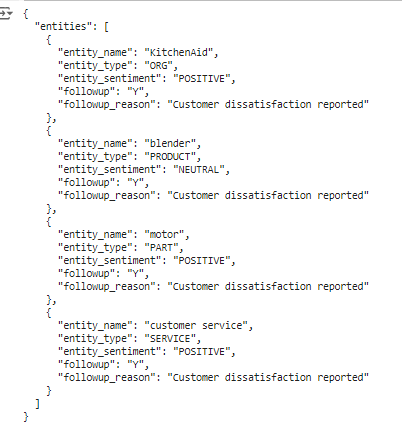 {
  "entities": [
    {
      "entity_name": "KitchenAid",
      "entity_type": "ORG",
      "entity_sentiment": "POSITIVE",
      "followup": "Y",
      "followup_reason": "Customer dissatisfaction reported"
    },
    {
      "entity_name": "blender",
      "entity_type": "PRODUCT",
      "entity_sentiment": "NEUTRAL",
      "followup": "Y",
      "followup_reason": "Customer dissatisfaction reported"
    },
    {
      "entity_name": "motor",
      "entity_type": "PART",
      "entity_sentiment": "POSITIVE",
      "followup": "Y",
      "followup_reason": "Customer dissatisfaction reported"
    },
    {
      "entity_name": "customer service",
      "entity_type": "SERVICE",
      "entity_sentiment": "POSITIVE",
      "followup": "Y",
      "followup_reason": "Customer dissatisfaction reported"
    }
  ]
}